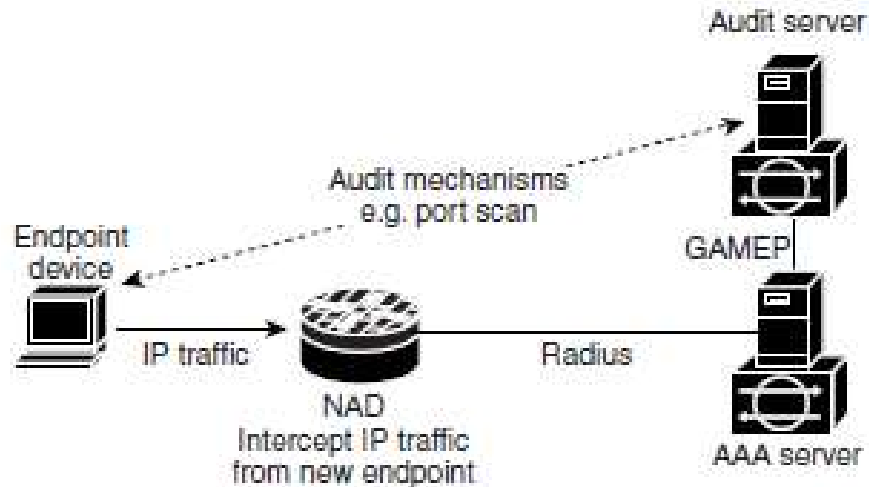 Audit server
Audit mechanisms
e.g. port scan
Endpoint
device
GAMEP
IP traffic
Radius
NAD
Intercept IP traffic
from new endpoint
AAA server